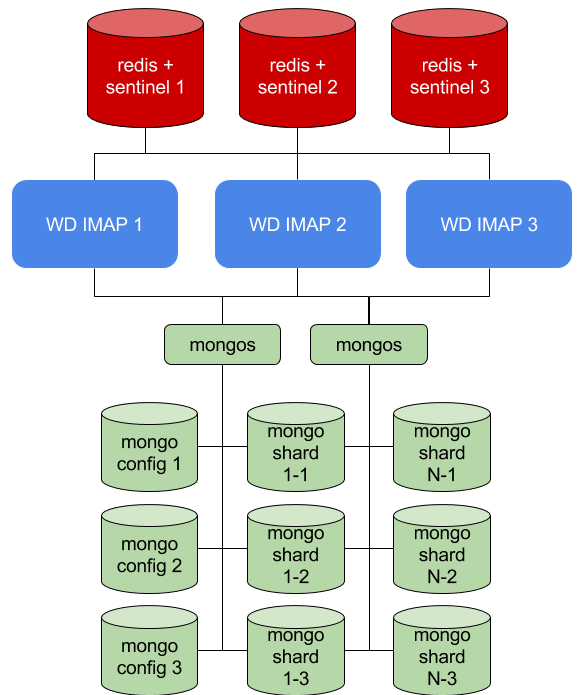 redis +
sentinel 1
redis +
sentinel 2
redis +
sentinel 3
WD IMAP 1
WD IMAP 2
WD IMAP 3
mongos
mongos
mongo
config 1
mongo
shard
1-1
mongo
shard
N-1
mongo
config 2
mongo
shard
1-2
mongo
shard
N-2
mongo
config 3
mongo
shard
1-3
mongo
shard
N-3